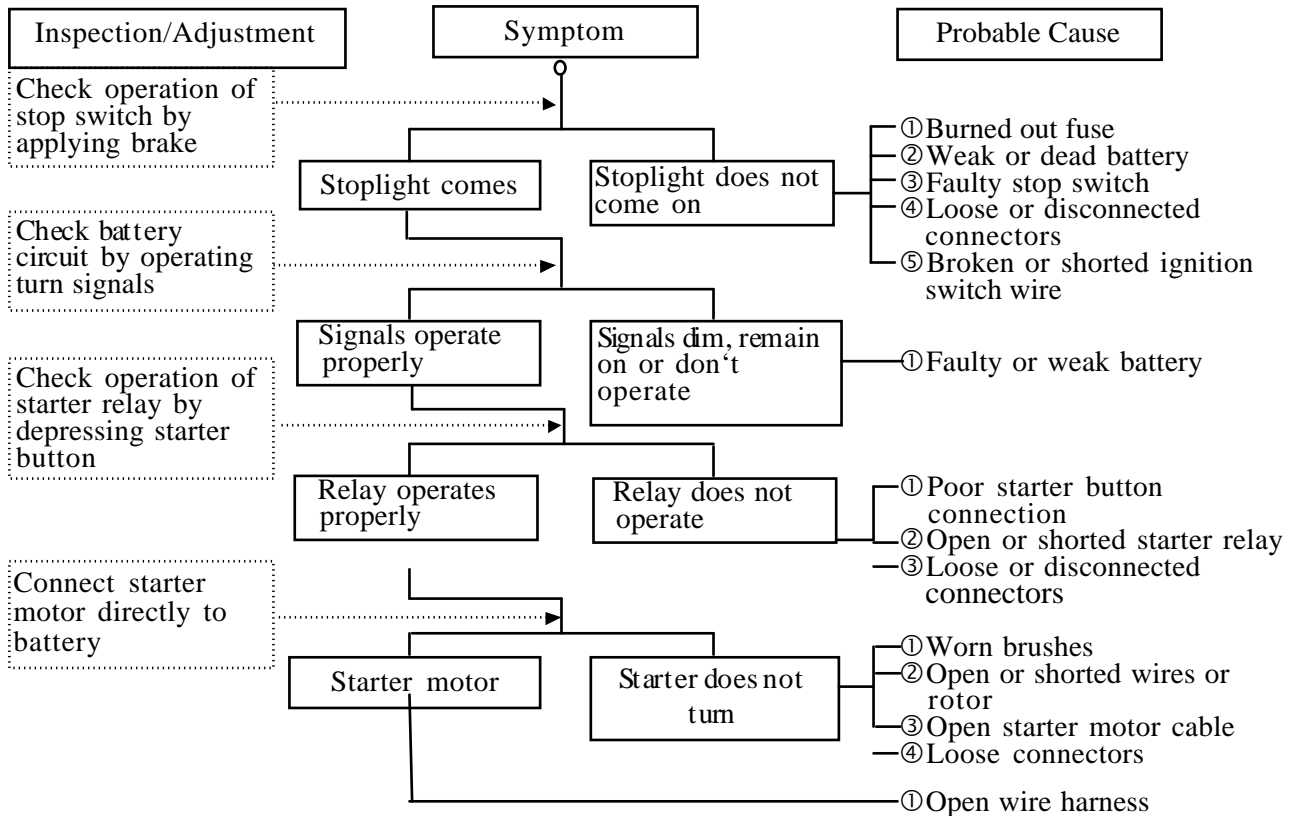 Inspection/Adjustment
Symptom
Probable Cause
Check operation of
stop switch by
applying brake
Stoplight comes
Stoplight does not
come on
①Burned out fuse
②Weak or dead battery
③Faulty stop switch
④Loose or disconnected
connectors
⑤Broken or shorted ignition
switch wire
Check battery
circuit by operating
turn signals
Signals operate
properly
Signals dim, remain
on or don‘t
operate
①Faulty or weak battery
Check operation of
starter relay by
depressing starter
button
Relay operates
properly
Relay does not
operate
①Poor starter button
connection
②Open or shorted starter relay
③Loose or disconnected
connectors
Connect starter
motor directly to
battery
Starter motor
Starter does not
turn
①Worn brushes
②Open or shorted wires or
rotor
③Open starter motor cable
④Loose connectors
①Open wire harness